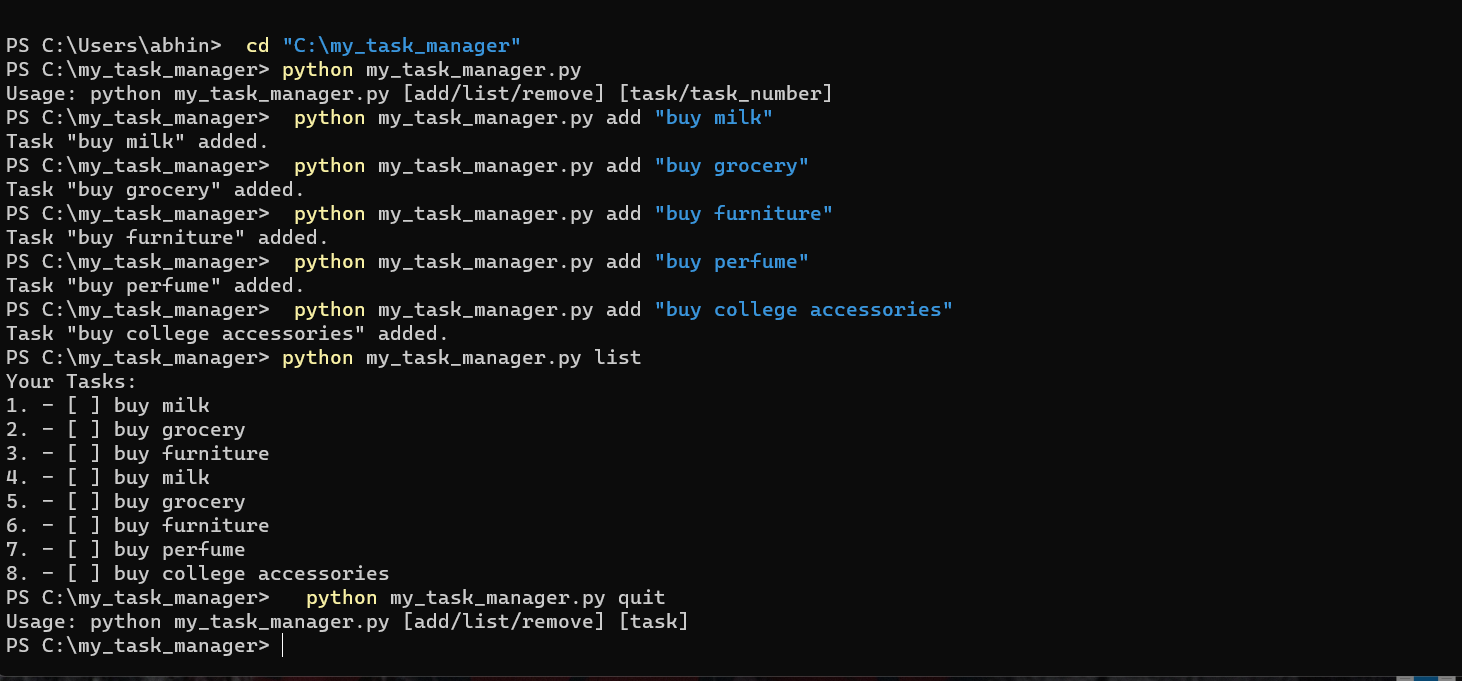 PS C:\Users\abhin>  cd "C:\my_task_manager"
PS C:\my_task_manager> python my_task_manager.py
Usage: python my_task_manager.py [add/list/remove] [task/task_number]
PS C:\my_task_manager>  python my_task_manager.py add "buy milk"
Task "buy milk" added.
PS C:\my_task_manager>  python my_task_manager.py add "buy grocery"
Task "buy grocery" added.
PS C:\my_task_manager>  python my_task_manager.py add "buy furniture"
Task "buy furniture" added.
PS C:\my_task_manager>  python my_task_manager.py add "buy perfume"
Task "buy perfume" added.
PS C:\my_task_manager>  python my_task_manager.py add "buy college accessories"
Task "buy college accessories" added.
PS C:\my_task_manager> python my_task_manager.py list
Your Tasks:
1. - [ ] buy milk
2. - [ ] buy grocery
3. - [ ] buy furniture
4. - [ ] buy milk
5. - [ ] buy grocery
6. - [ ] buy furniture
7. - [ ] buy perfume
8. - [ ] buy college accessories
PS C:\my_task_manager>   python my_task_manager.py quit
Usage: python my_task_manager.py [add/list/remove] [task]
PS C:\my_task_manager>